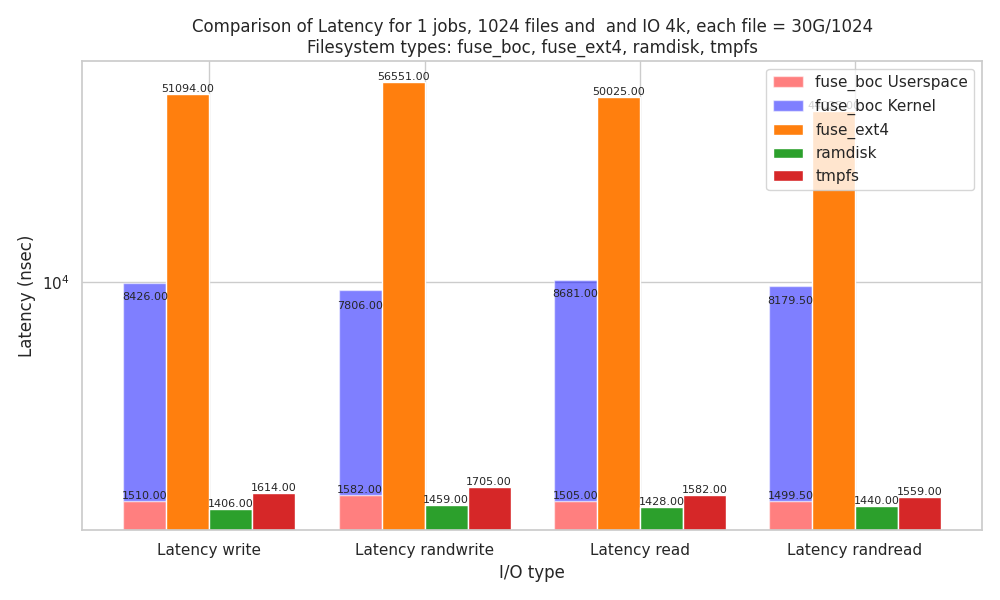 Comparison of Latency for 1 jobs, 1024 files and  and IO 4k, each file = 30G/1024
Filesystem types: fuse_boc, fuse_ext4, ramdisk, tmpfs
fuse_boc Userspace
fuse_boc Kernel
fuse_ext4
ramdisk
tmpfs
51094.00
56551.00
50025.00
8426.00
7806.00
8681.00
8179.50
1510.00
1406.00
1614.00
1582.00
1459.00
1705.00
1505.00
1428.00
1582.00
1499.50
1440.00
1559.00
Latency (nsec)
10⁴
Latency write
Latency randwrite
Latency read
Latency randread
I/O type